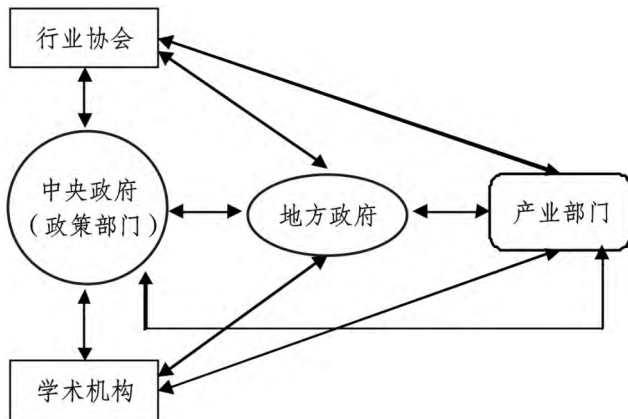 行业协会
中央政府
（政策部门）
地方政府
产业部门
学术机构